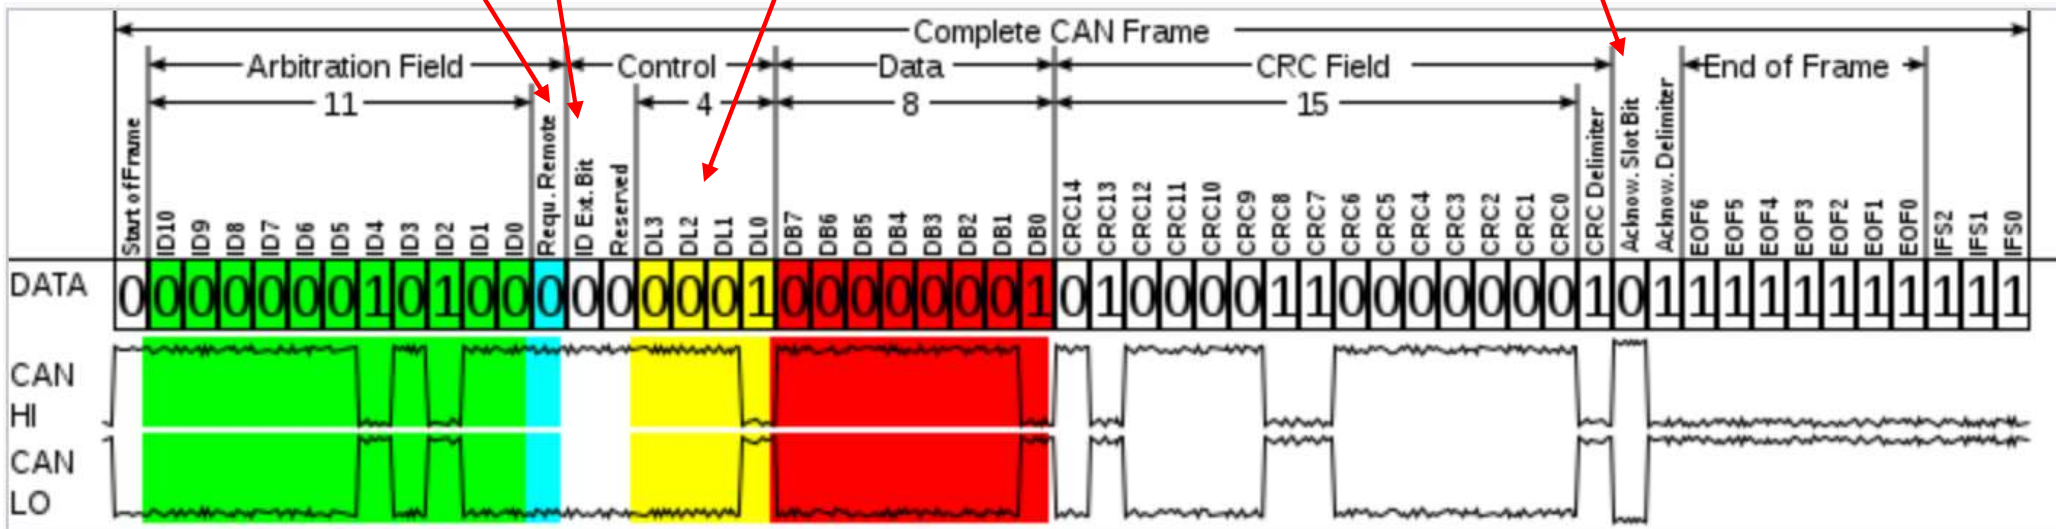 Complete CAN Frame
Arbitration Field Control Data CRC Field End of Frame
11 4 8 15
Start of Frame ID10 ID9 ID8 ID7 ID6 ID5 ID4 ID3 ID2 ID1 ID0 Requ. Remote ID Ext. Bit Reserved DL3 DL2 DL1 DL0 DB7 DB6 DB5 DB4 DB3 DB2 DB1 DB0 CRC14 CRC13 CRC12 CRC11 CRC10 CRC9 CRC8 CRC7 CRC6 CRC5 CRC4 CRC3 CRC2 CRC1 CRC0 CRC Delimiter Acknow. Slot Bit Acknow. Delimiter EOF6 EOF5 EOF4 EOF3 EOF2 EOF1 EOF0 IFS2 IFS1 IFS0
DATA 0 0 0 0 0 0 0 1 0 1 0 0 0 0 0 0 0 0 1 0 0 0 0 0 0 0 1 0 1 0 0 0 0 1 1 0 0 0 0 0 0 0 1 0 1 1 1 1 1 1 1 1 1 1 1
CAN
HI
CAN
LO